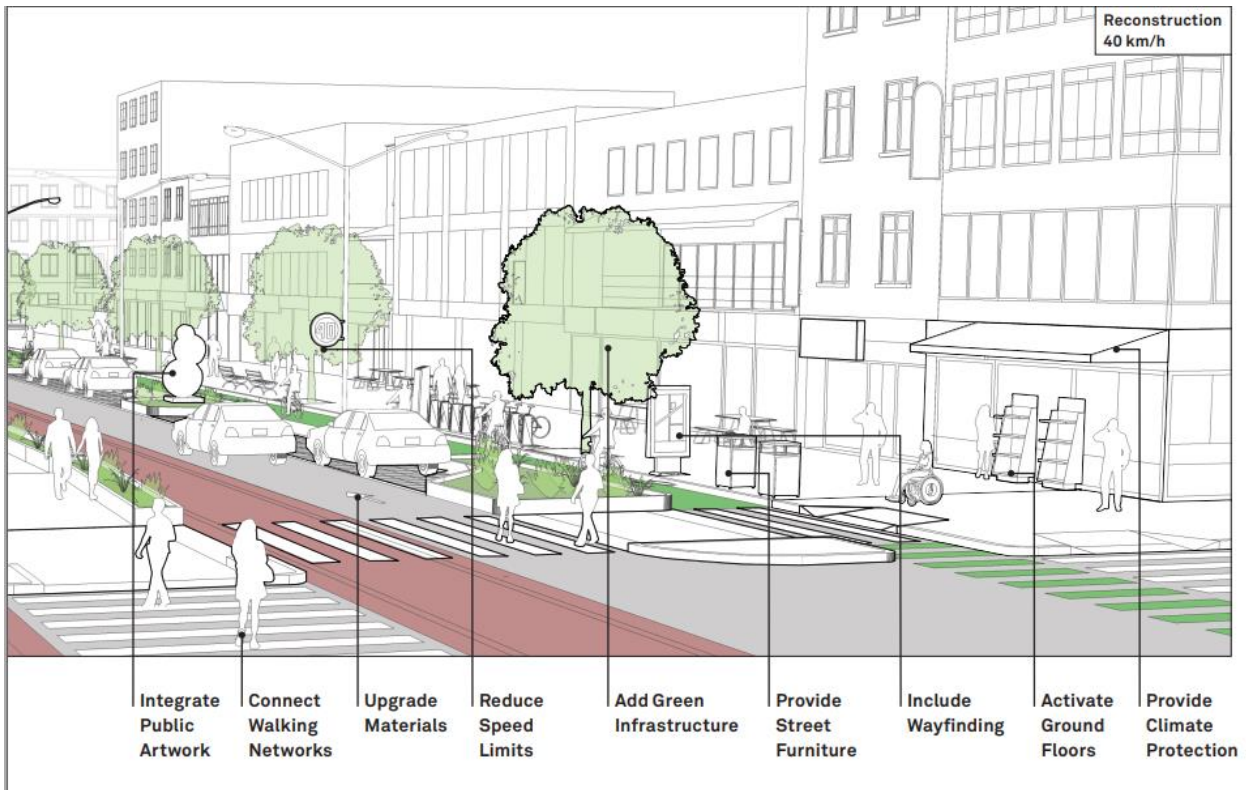 Reconstruction
40 km/h
40
Integrate
Public
Artwork
Connect
Walking
Networks
Upgrade
Materials
Reduce
Speed
Limits
Add Green
Infrastructure
Provide
Street
Furniture
Include
Wayfinding
Activate
Ground
Floors
Provide
Climate
Protection